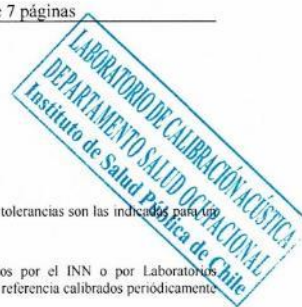 e 7 páginas
LABORATORIO DE CALIBRACIÓN ACÚSTICA
DEPARTAMENTO SALUD OCUPACIONAL
Instituto de Salud Pública de Chile
tolerancias son las indicadas para un
os por el INN o por Laboratorios
referencia calibrados periódicamente